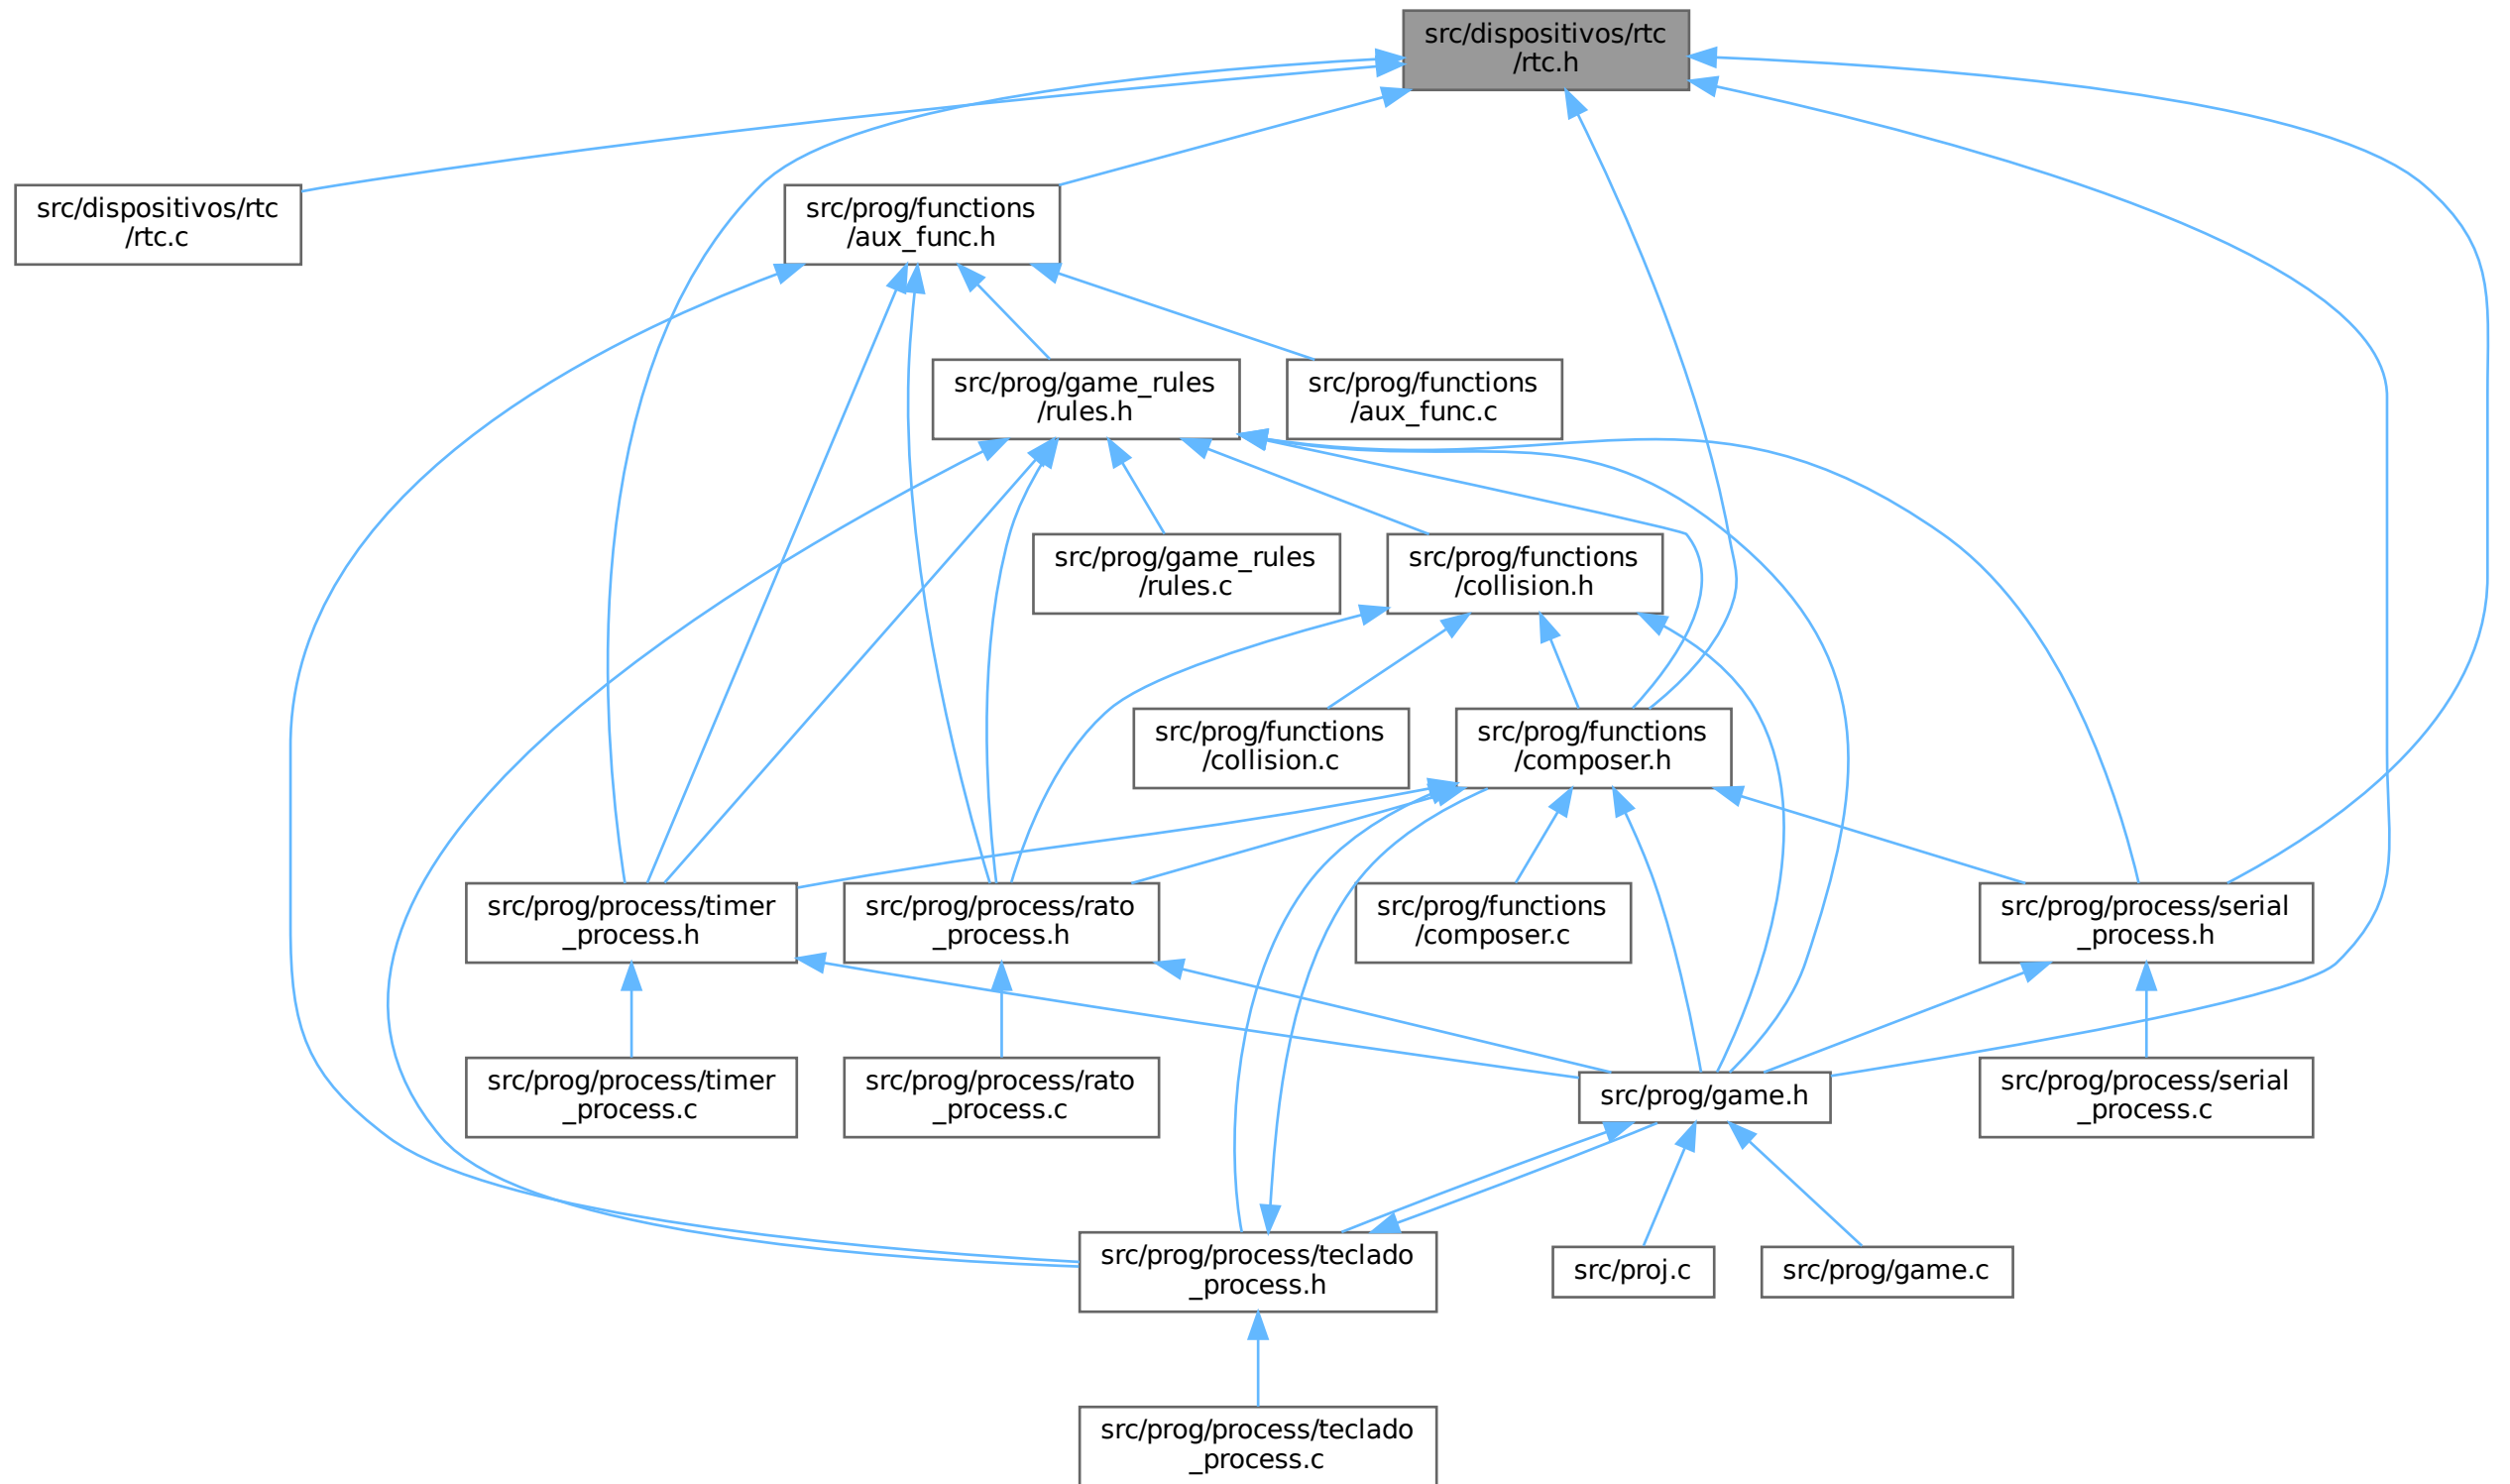 src/dispositivos/rtc
/rtc.h
src/dispositivos/rtc
/rtc.c
src/prog/functions
/aux_func.h
src/prog/game_rules
/rules.h
src/prog/functions
/aux_func.c
src/prog/game_rules
/rules.c
src/prog/functions
/collision.h
src/prog/functions
/collision.c
src/prog/functions
/composer.h
src/prog/process/timer
_process.h
src/prog/process/rato
_process.h
src/prog/functions
/composer.c
src/prog/process/serial
_process.h
src/prog/process/timer
_process.c
src/prog/process/rato
_process.c
src/prog/game.h
src/prog/process/serial
_process.c
src/prog/process/teclado
_process.h
src/proj.c
src/prog/game.c
src/prog/process/teclado
_process.c